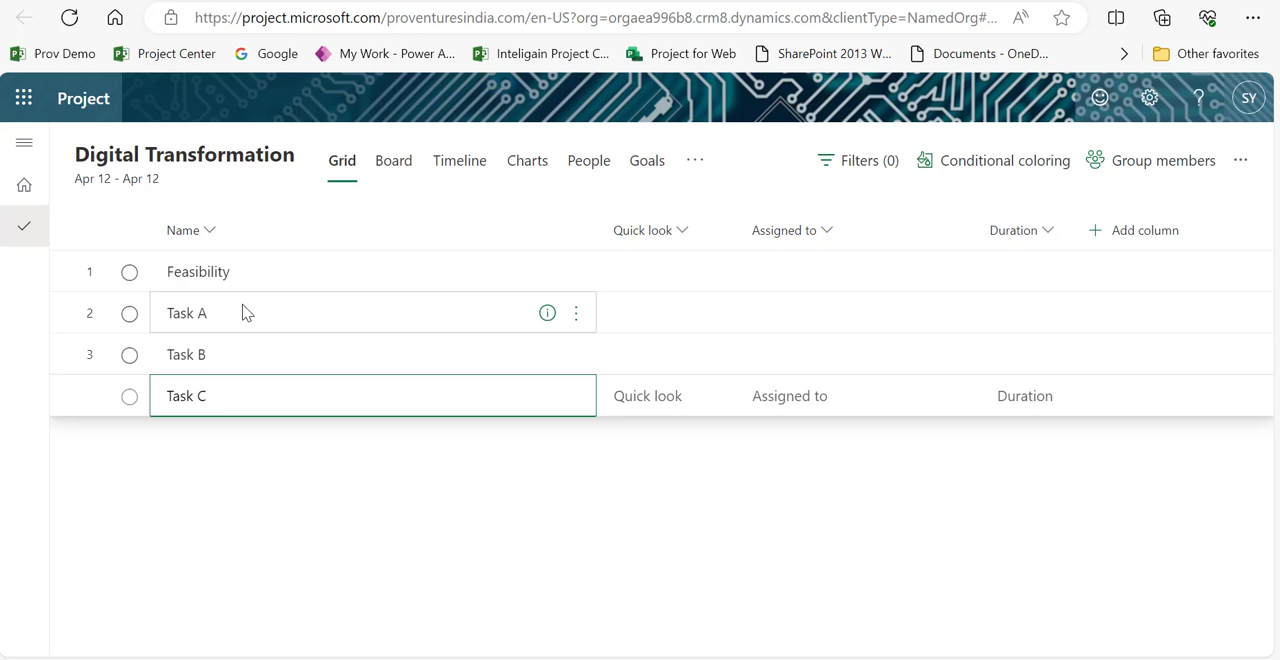 https://project.microsoft.com/proventuresindia.com/en-US?org=orgaea996b8.crm8.dynamics.com&clientType=NamedOrg#...
Prov Demo Project Center Google My Work - Power A... Inteligain Project C... Project for Web SharePoint 2013 W... Documents - OneD... Other favorites
Project ? SY
Digital Transformation Grid Board Timeline Charts People Goals ··· Filters (0) Conditional coloring Group members ···
Apr 12 - Apr 12
Name Quick look Assigned to Duration + Add column
1 Feasibility
2 Task A
3 Task B
Task C Quick look Assigned to Duration